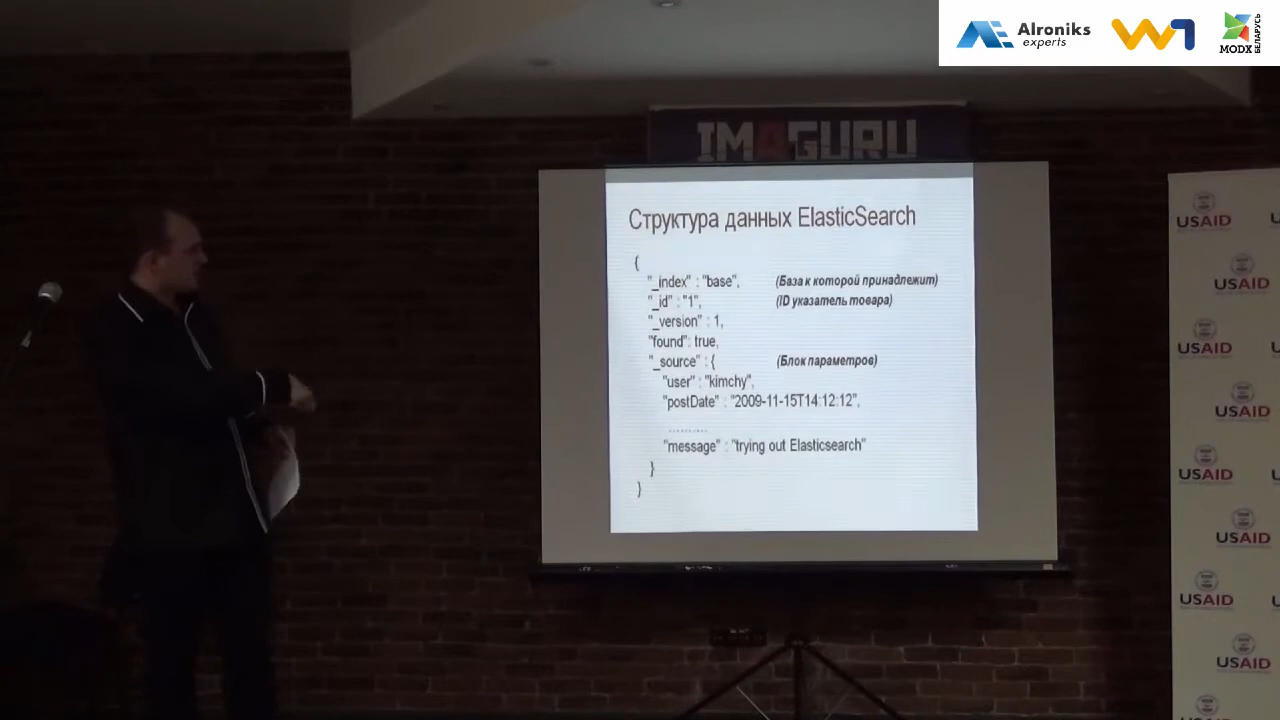 Alroniks
experts
MODX
БЕЛАРУСЬ
IMAGURU
Структура данных ElasticSearch
{
"_index" : "base", (База к которой принадлежит)
"_id" : "1", (ID указатель товара)
"_version" : 1,
"found": true,
"_source" : { (Блок параметров)
"user" : "kimchy",
"postDate" : "2009-11-15T14:12:12",
.........
"message" : "trying out Elasticsearch"
}
}
USAID
USAID
USAID
USAID
USAID
USAID
USAID
USAID